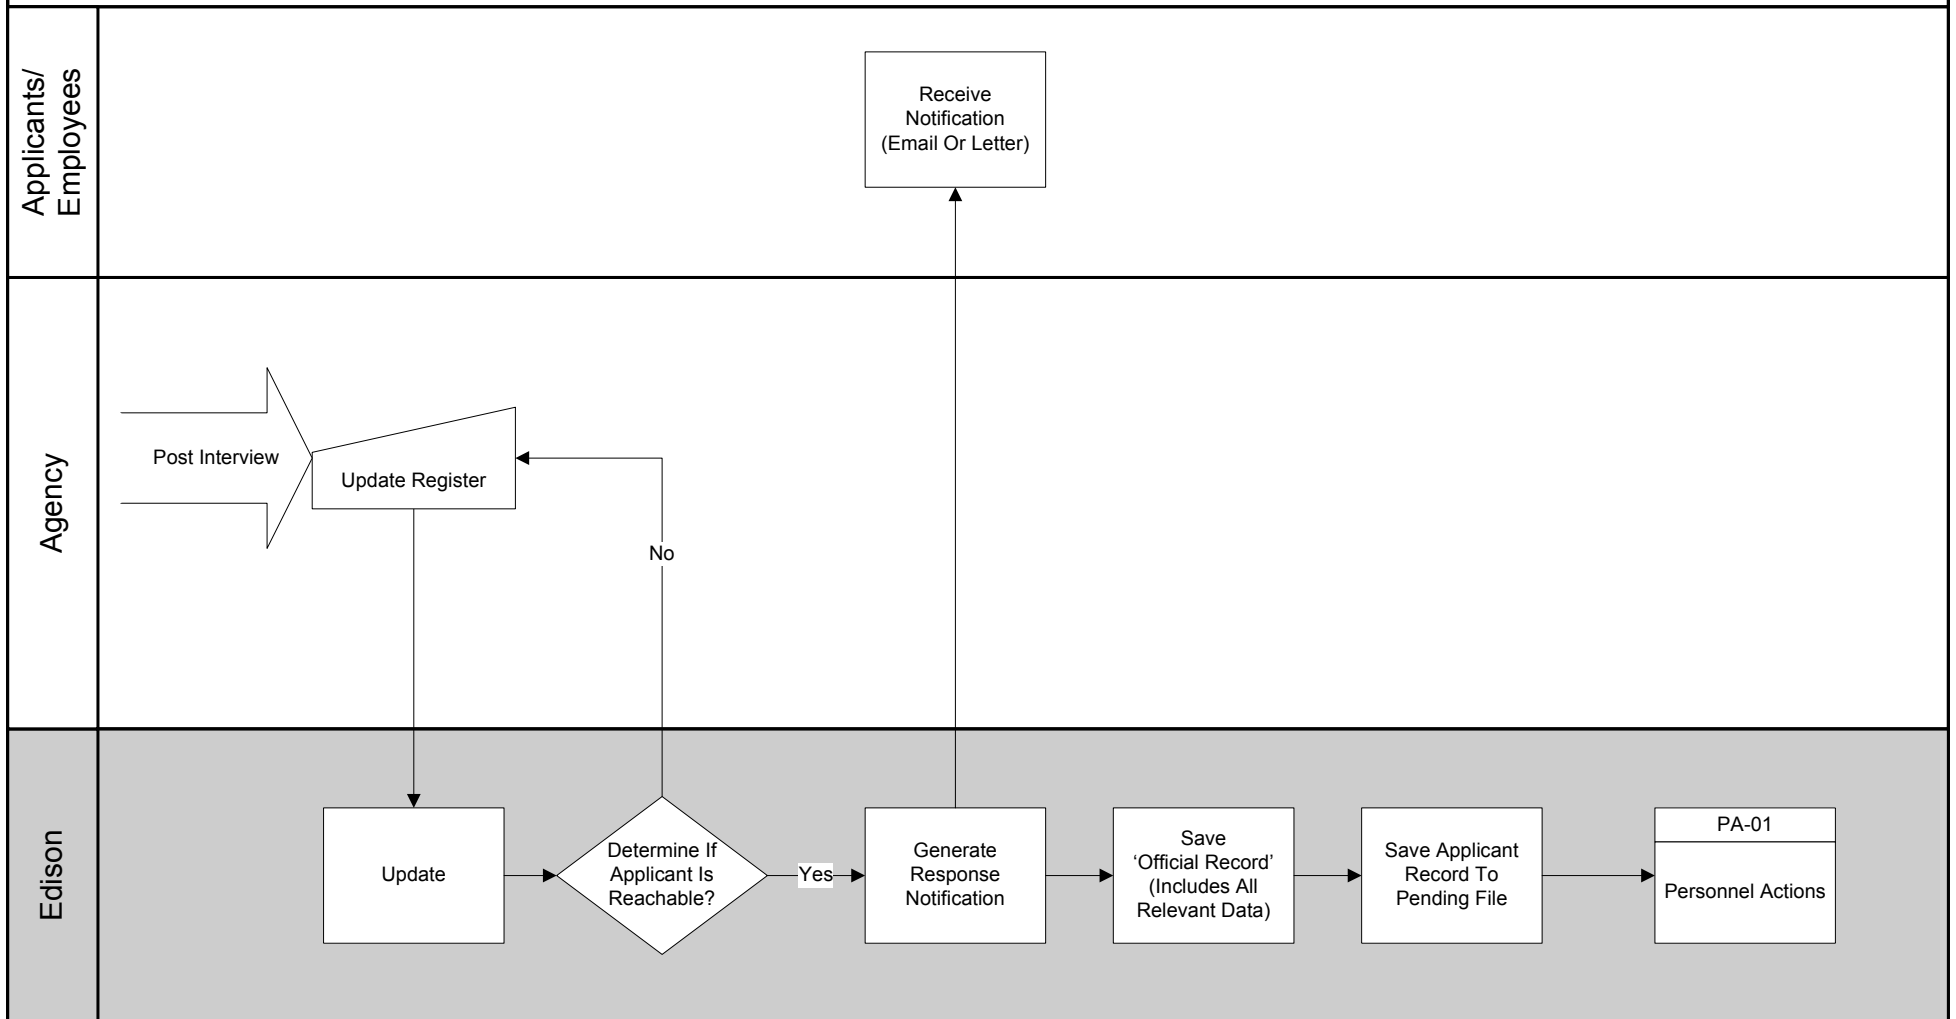 Applicants/
Employees
Receive
Notification
(Email Or Letter)
Agency
Post Interview
Update Register
No
Edison
Update
Determine If
Applicant Is
Reachable?
Yes
Generate
Response
Notification
Save
‘Official Record’
(Includes All
Relevant Data)
Save Applicant
Record To
Pending File
PA-01
Personnel Actions